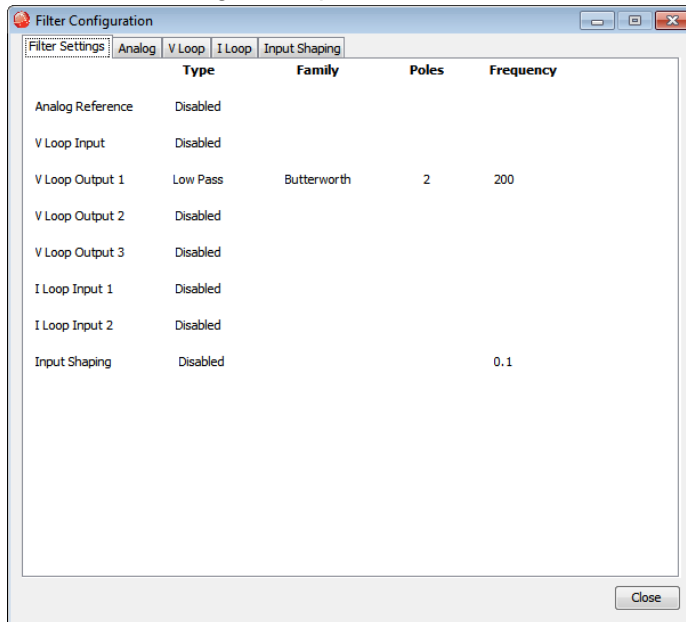 Filter Configuration
Filter Settings Analog V Loop I Loop Input Shaping
Type Family Poles Frequency
Analog Reference Disabled
V Loop Input Disabled
V Loop Output 1 Low Pass Butterworth 2 200
V Loop Output 2 Disabled
V Loop Output 3 Disabled
I Loop Input 1 Disabled
I Loop Input 2 Disabled
Input Shaping Disabled 0.1
Close